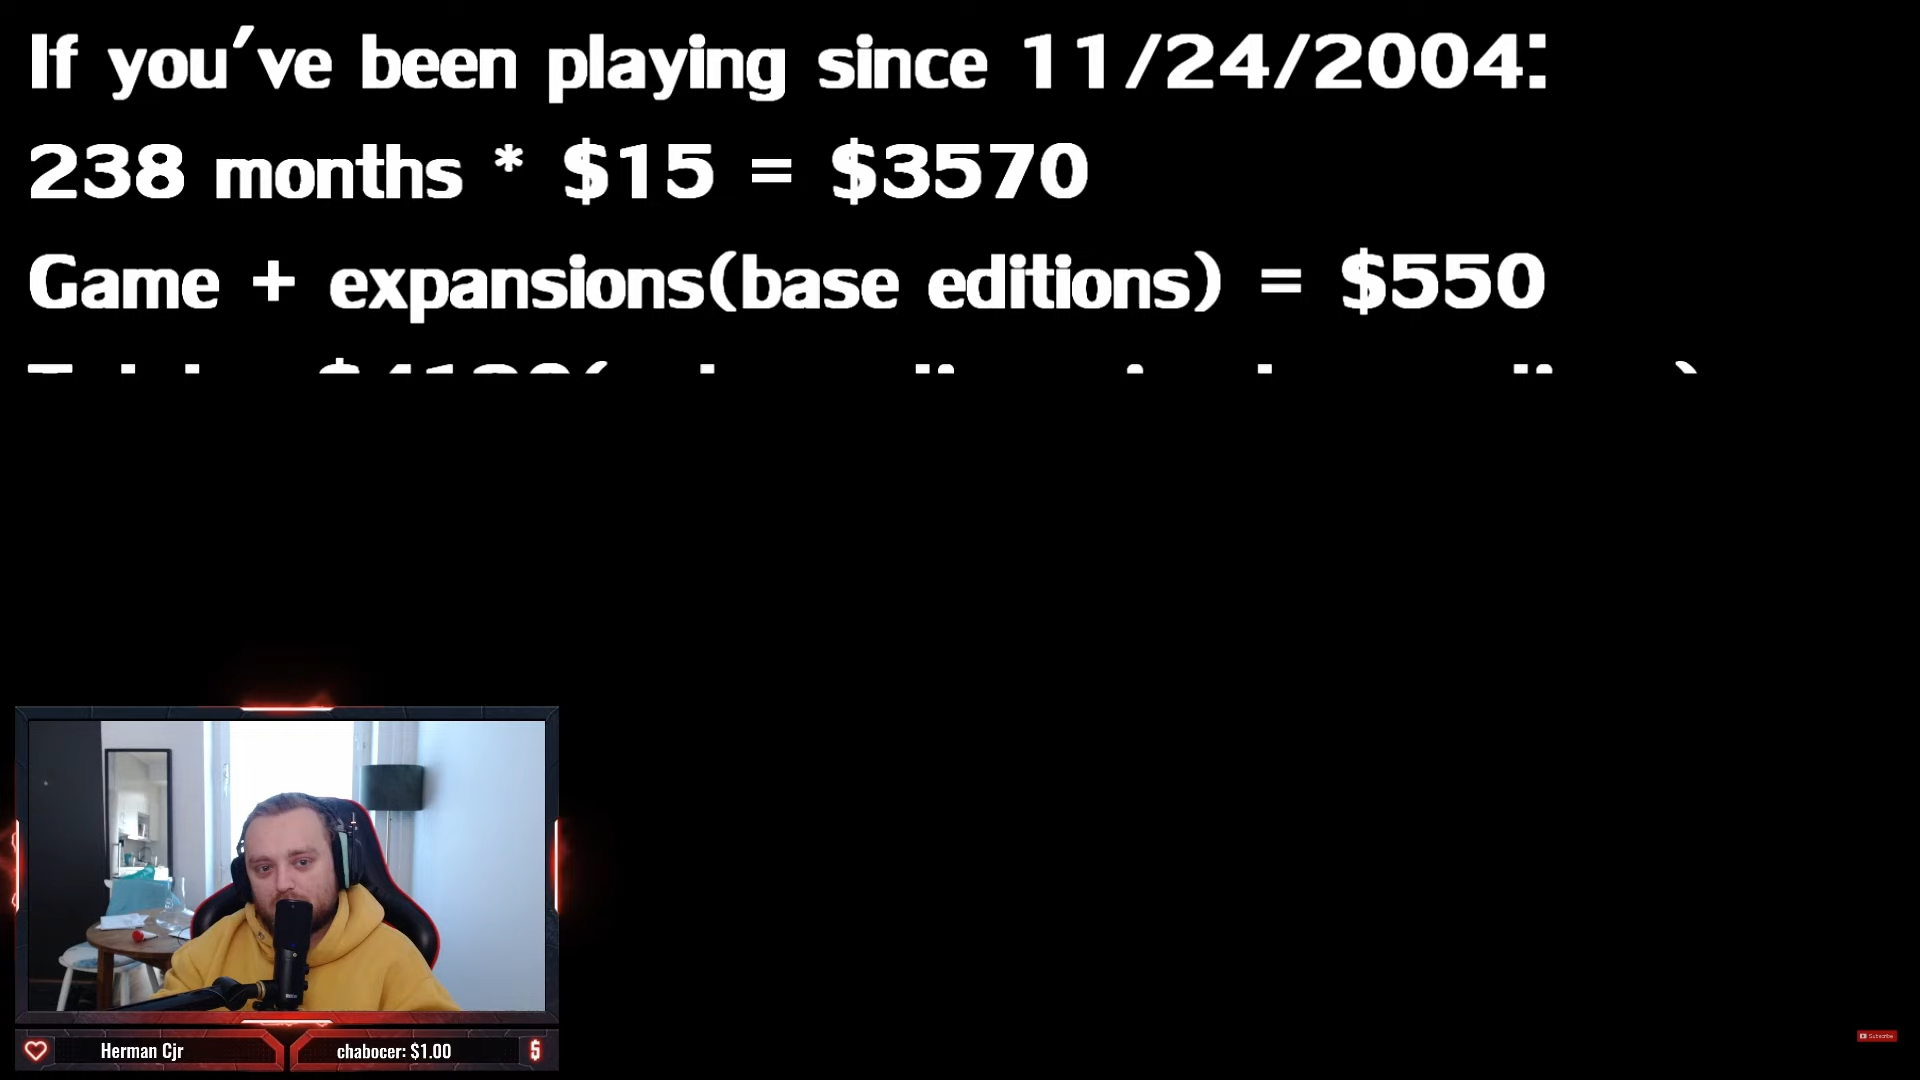 If you've been playing since 11/24/2004:
238 months * $15 = $3570
Game + expansions(base editions) = $550
Herman Cjr
chabocer: $1.00
$
Subscribe